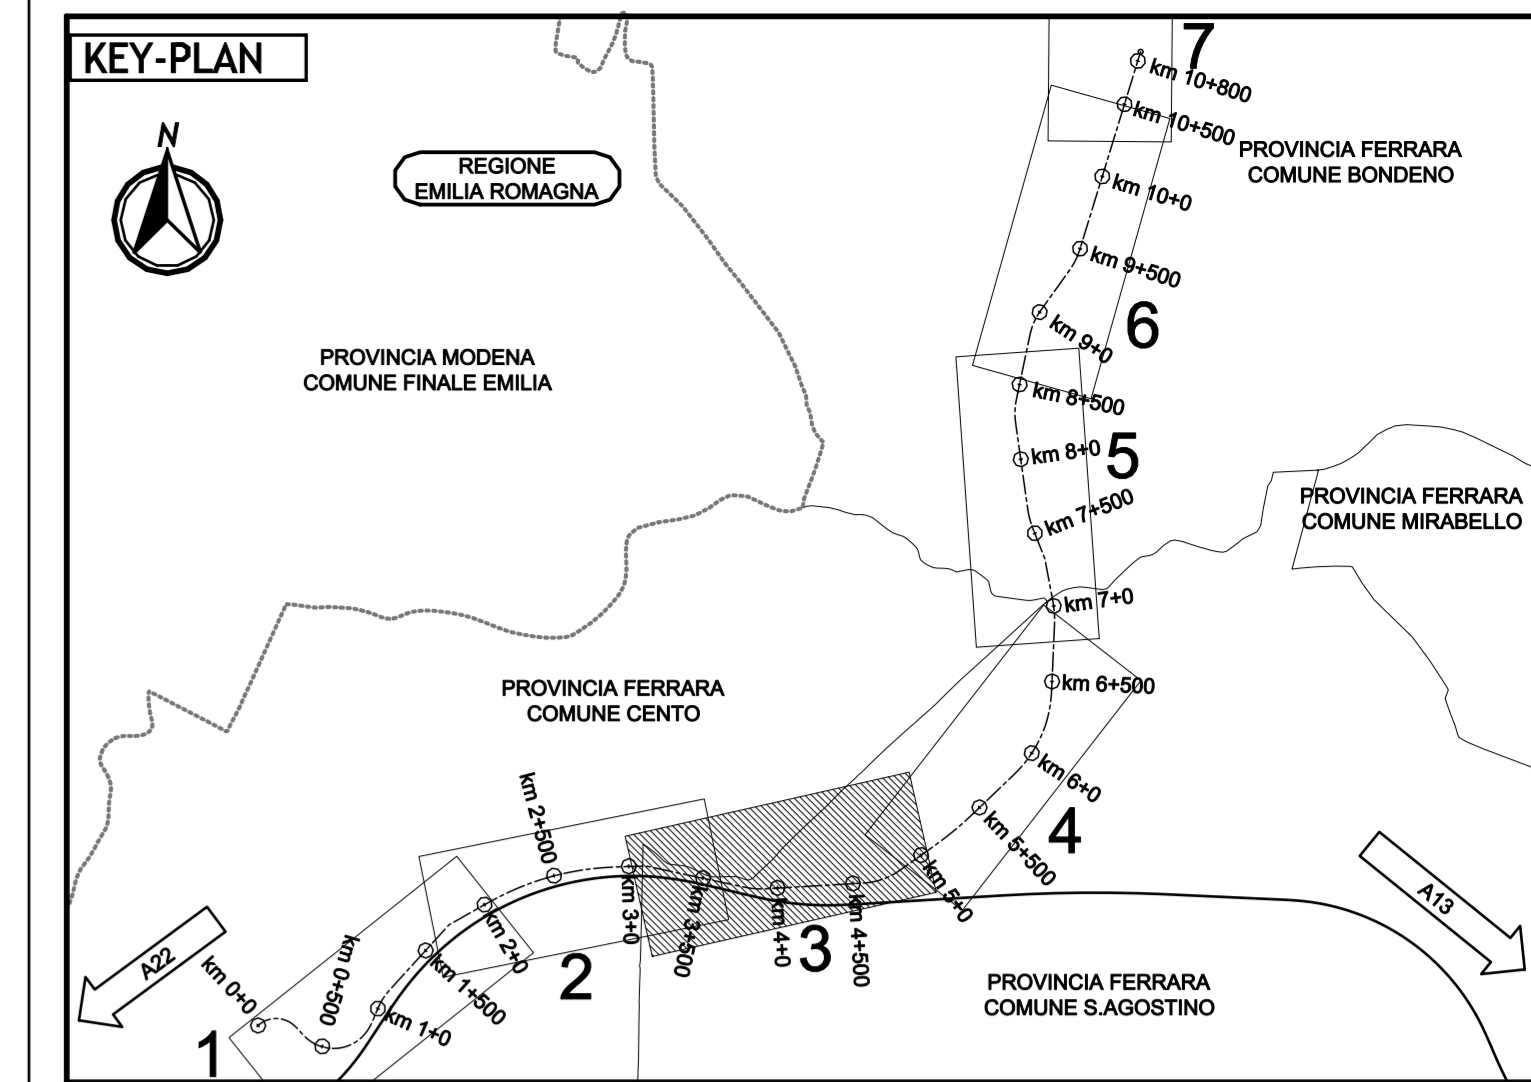 KEY-PLAN
N
REGIONE
EMILIA ROMAGNA
7
km 10+800
km 10+500
PROVINCIA FERRARA
COMUNE BONDENO
km 10+0
km 9+500
6
km 9+0
PROVINCIA MODENA
COMUNE FINALE EMILIA
km 8+500
km 8+0
5
km 7+500
PROVINCIA FERRARA
COMUNE MIRABELLO
km 7+0
km 6+500
PROVINCIA FERRARA
COMUNE CENTO
km 6+0
4
km 5+500
km 5+0
km 2+500
km 3+0
km 3+500
km 4+0
km 4+500
3
A13
A22
km 0+0
km 0+500
km 1+0
km 1+500
km 2+0
2
1
PROVINCIA FERRARA
COMUNE S.AGOSTINO